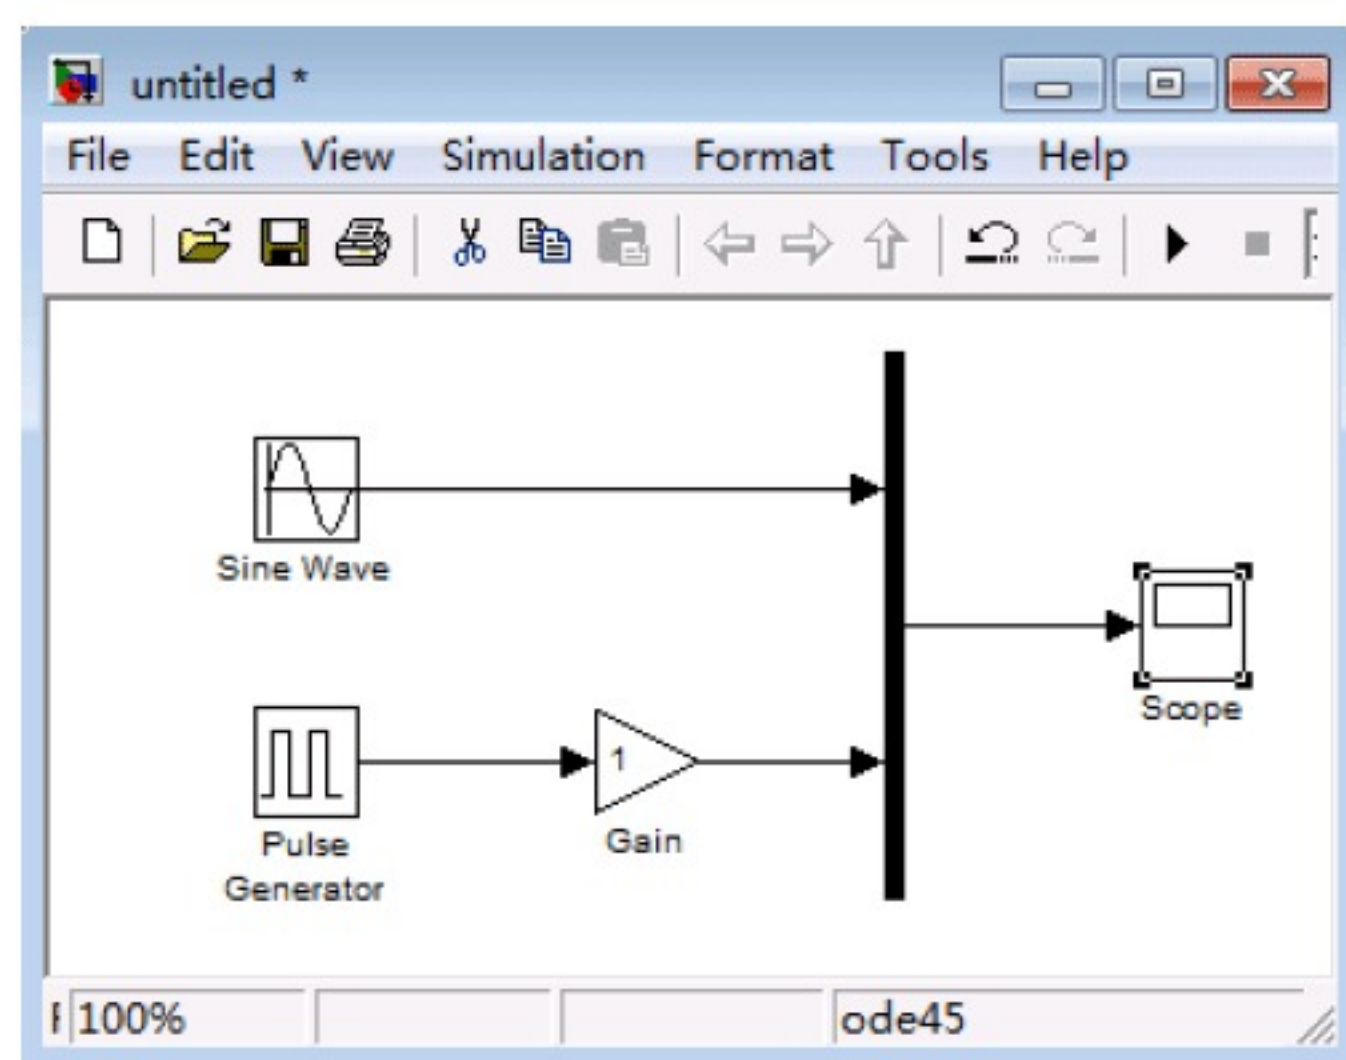 untitled *
File Edit View Simulation Format Tools Help
Sine Wave
Scope
1
Pulse
Generator
Gain
100%
ode45